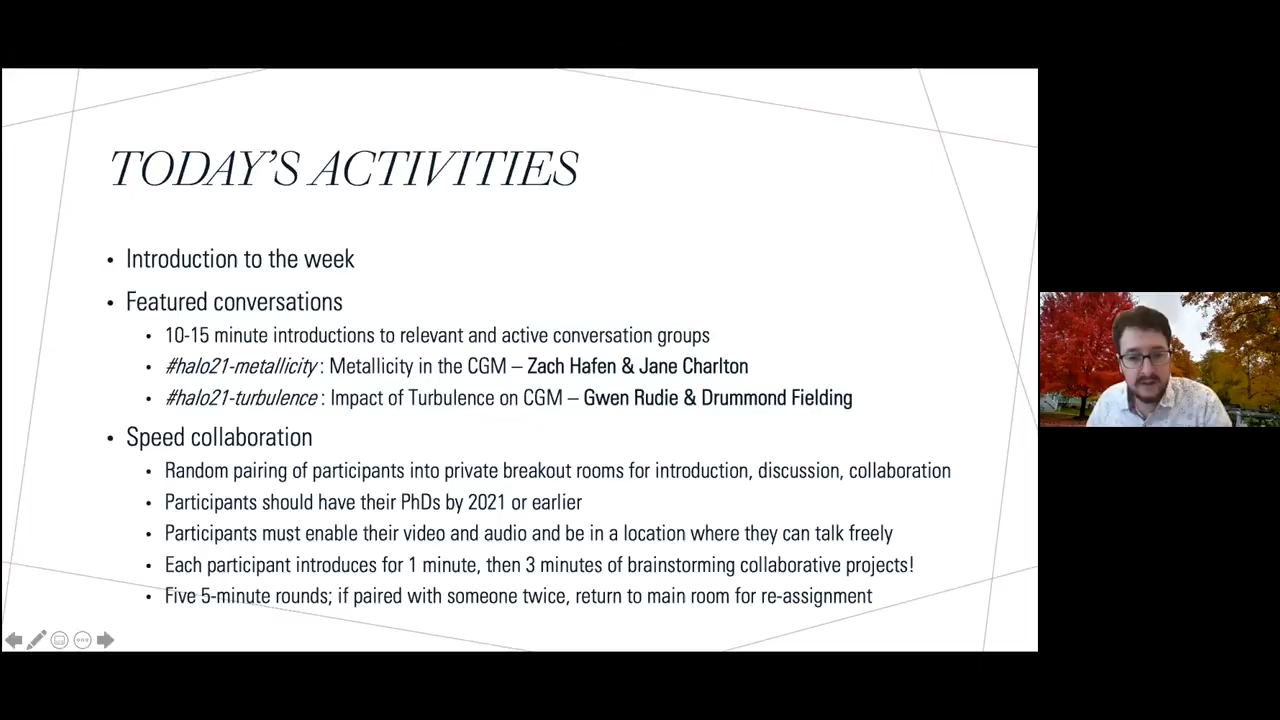 TODAY'S ACTIVITIES
• Introduction to the week
• Featured conversations
• 10-15 minute introductions to relevant and active conversation groups
• #halo21-metallicity : Metallicity in the CGM – Zach Hafen & Jane Charlton
• #halo21-turbulence : Impact of Turbulence on CGM – Gwen Rudie & Drummond Fielding
• Speed collaboration
• Random pairing of participants into private breakout rooms for introduction, discussion, collaboration
• Participants should have their PhDs by 2021 or earlier
• Participants must enable their video and audio and be in a location where they can talk freely
• Each participant introduces for 1 minute, then 3 minutes of brainstorming collaborative projects!
• Five 5-minute rounds; if paired with someone twice, return to main room for re-assignment